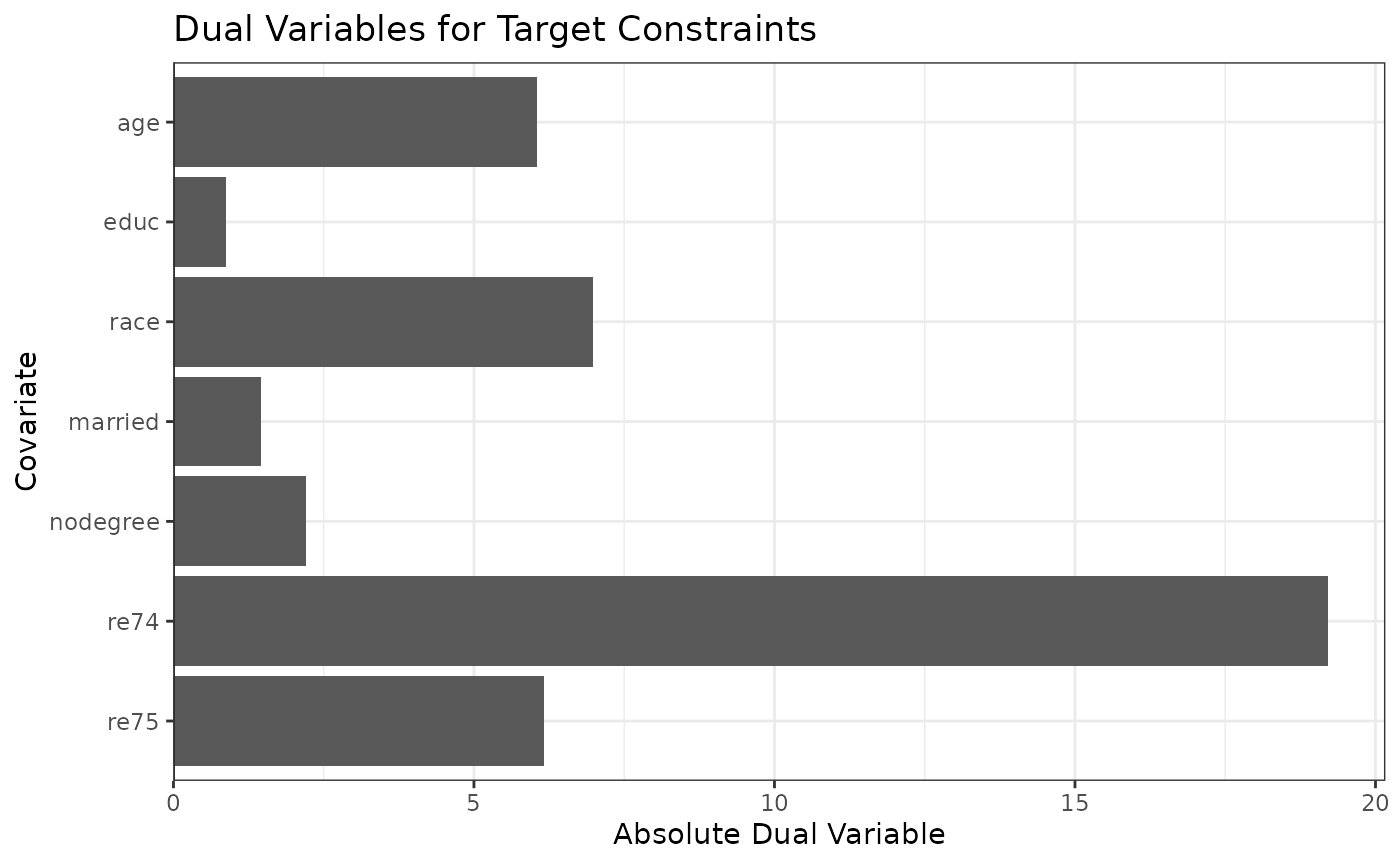 Dual Variables for Target Constraints
age
educ
race
married
nodegree
re74
re75
Covariate
0 5 10 15 20
Absolute Dual Variable